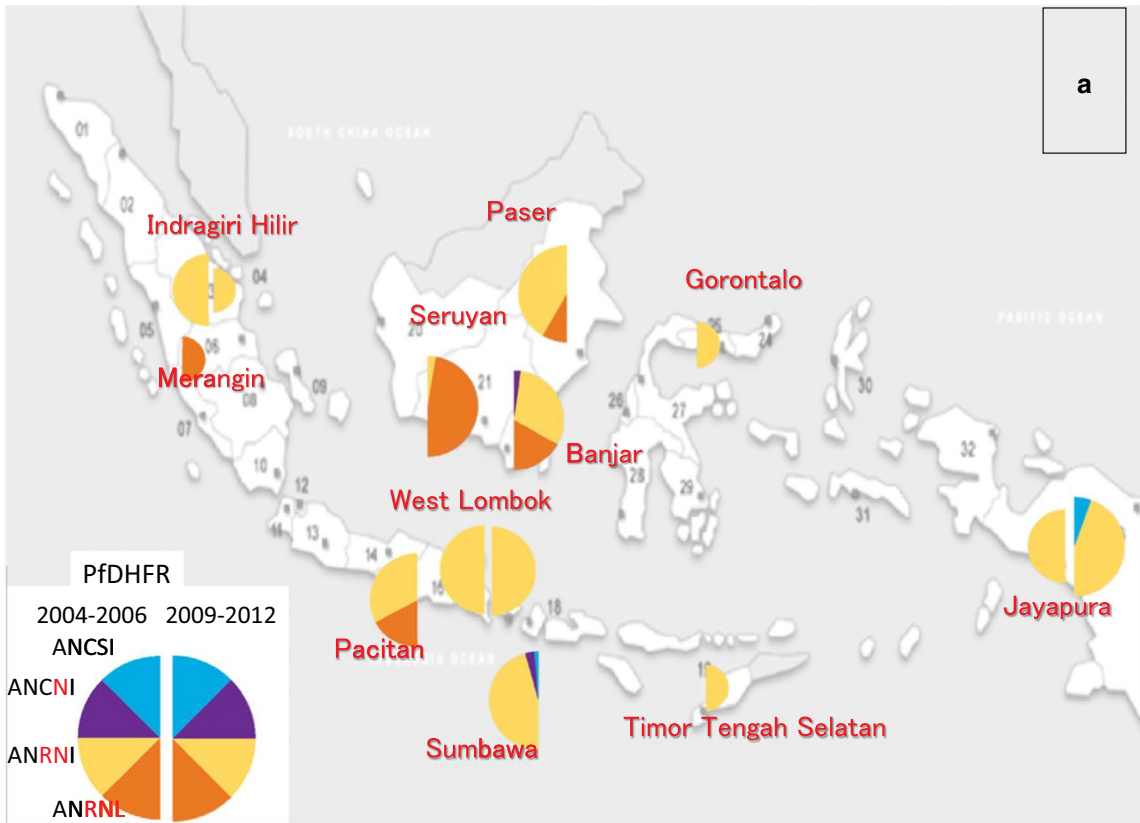 a
SOUTH CHINA OCEAN
01
02
Indragiri Hilir
Paser
04
Gorontalo
PACIFIC OCEAN
Seruyan
05
06
20
24
Merangin
09
08
21
30
07
26
27
10
Banjar
28
32
12
West Lombok
29
31
11
13
14
16
18
Jayapura
Pacitan
Sumbawa
Timor Tengah Selatan
PfDHFR
2004-2006 2009-2012
ANCSI
ANCNI
ANRNI
ANRNL